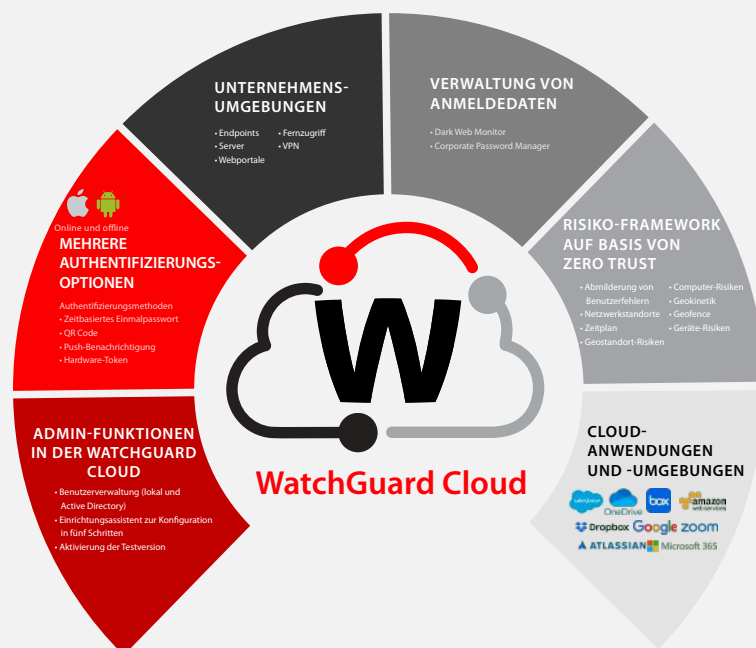 UNTERNEHMENS-
UMGEBUNGEN
• Endpoints
• Server
• Webportale
• Fernzugriff
• VPN
VERWALTUNG VON
ANMELDEDATEN
• Dark Web Monitor
• Corporate Password Manager
Online und offline
MEHRERE
AUTHENTIFIZIERUNGS-
OPTIONEN
Authentifizierungsmethoden
• Zeitbasiertes Einmalpasswort
• QR Code
• Push-Benachrichtigung
• Hardware-Token
RISIKO-FRAMEWORK
AUF BASIS VON
ZERO TRUST
• Abmilderung von
Benutzerfehlern
• Netzwerkstandorte
• Zeitplan
• Geostandort-Risiken
• Computer-Risiken
• Geokinetik
• Geofence
• Geräte-Risiken
W
WatchGuard Cloud
ADMIN-FUNKTIONEN
IN DER WATCHGUARD
CLOUD
• Benutzerverwaltung (lokal und
Active Directory)
• Einrichtungsassistent zur Konfiguration
in fünf Schritten
• Aktivierung der Testversion
CLOUD-
ANWENDUNGEN
UND -UMGEBUNGEN
salesforce
OneDrive
box
amazon
web services
Dropbox Google zoom
ATLASSIAN Microsoft 365